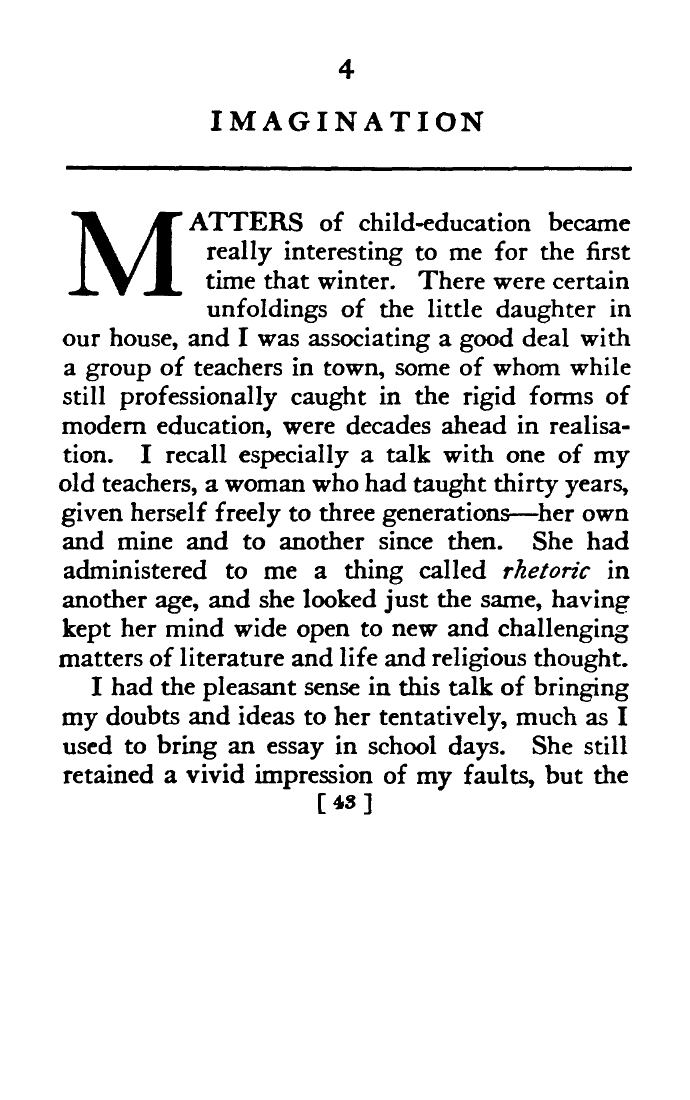 4
IMAGINATION
MATTERS of child-education became
really interesting to me for the first
time that winter. There were certain
unfoldings of the little daughter in
our house, and I was associating a good deal with
a group of teachers in town, some of whom while
still professionally caught in the rigid forms of
modern education, were decades ahead in realisa-
tion. I recall especially a talk with one of my
old teachers, a woman who had taught thirty years,
given herself freely to three generations—her own
and mine and to another since then. She had
administered to me a thing called rhetoric in
another age, and she looked just the same, having
kept her mind wide open to new and challenging
matters of literature and life and religious thought.
I had the pleasant sense in this talk of bringing
my doubts and ideas to her tentatively, much as I
used to bring an essay in school days. She still
retained a vivid impression of my faults, but the
[ 43 ]